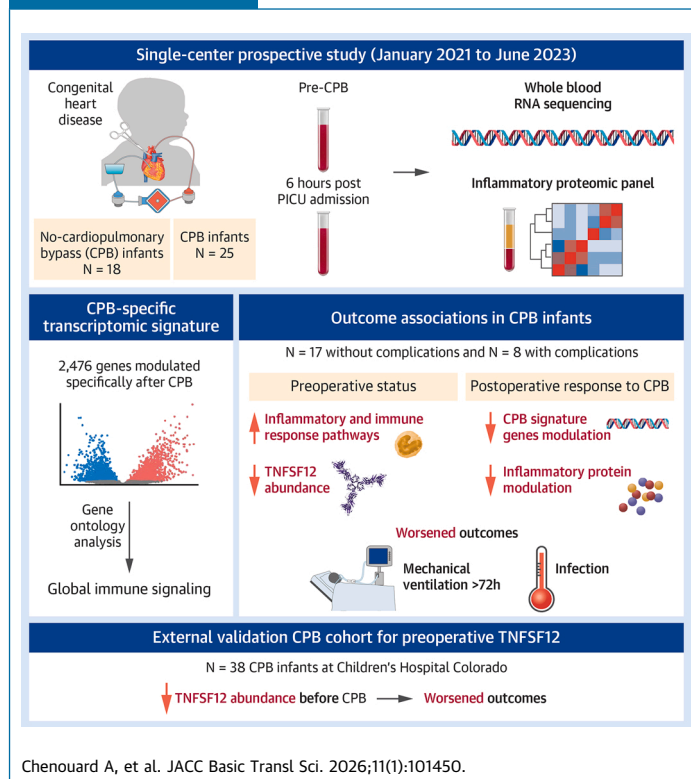 Single-center prospective study (January 2021 to June 2023)
Congenital
heart
disease
No-cardiopulmonary
bypass (CPB) infants
N = 18
CPB infants
N = 25
Pre-CPB
6 hours post
PICU admission
Whole blood
RNA sequencing
Inflammatory proteomic panel
CPB-specific
transcriptomic signature
2,476 genes modulated
specifically after CPB
Gene
ontology
analysis
Global immune signaling
Outcome associations in CPB infants
N = 17 without complications and N = 8 with complications
Preoperative status
Inflammatory and immune
response pathways
TNFSF12
abundance
Postoperative response to CPB
CPB signature
genes modulation
Inflammatory protein
modulation
Worsened outcomes
Mechanical
ventilation >72h
Infection
External validation CPB cohort for preoperative TNFSF12
N = 38 CPB infants at Children's Hospital Colorado
TNFSF12 abundance before CPB
Worsened outcomes
Chenouard A, et al. JACC Basic Transl Sci. 2026;11(1):101450.